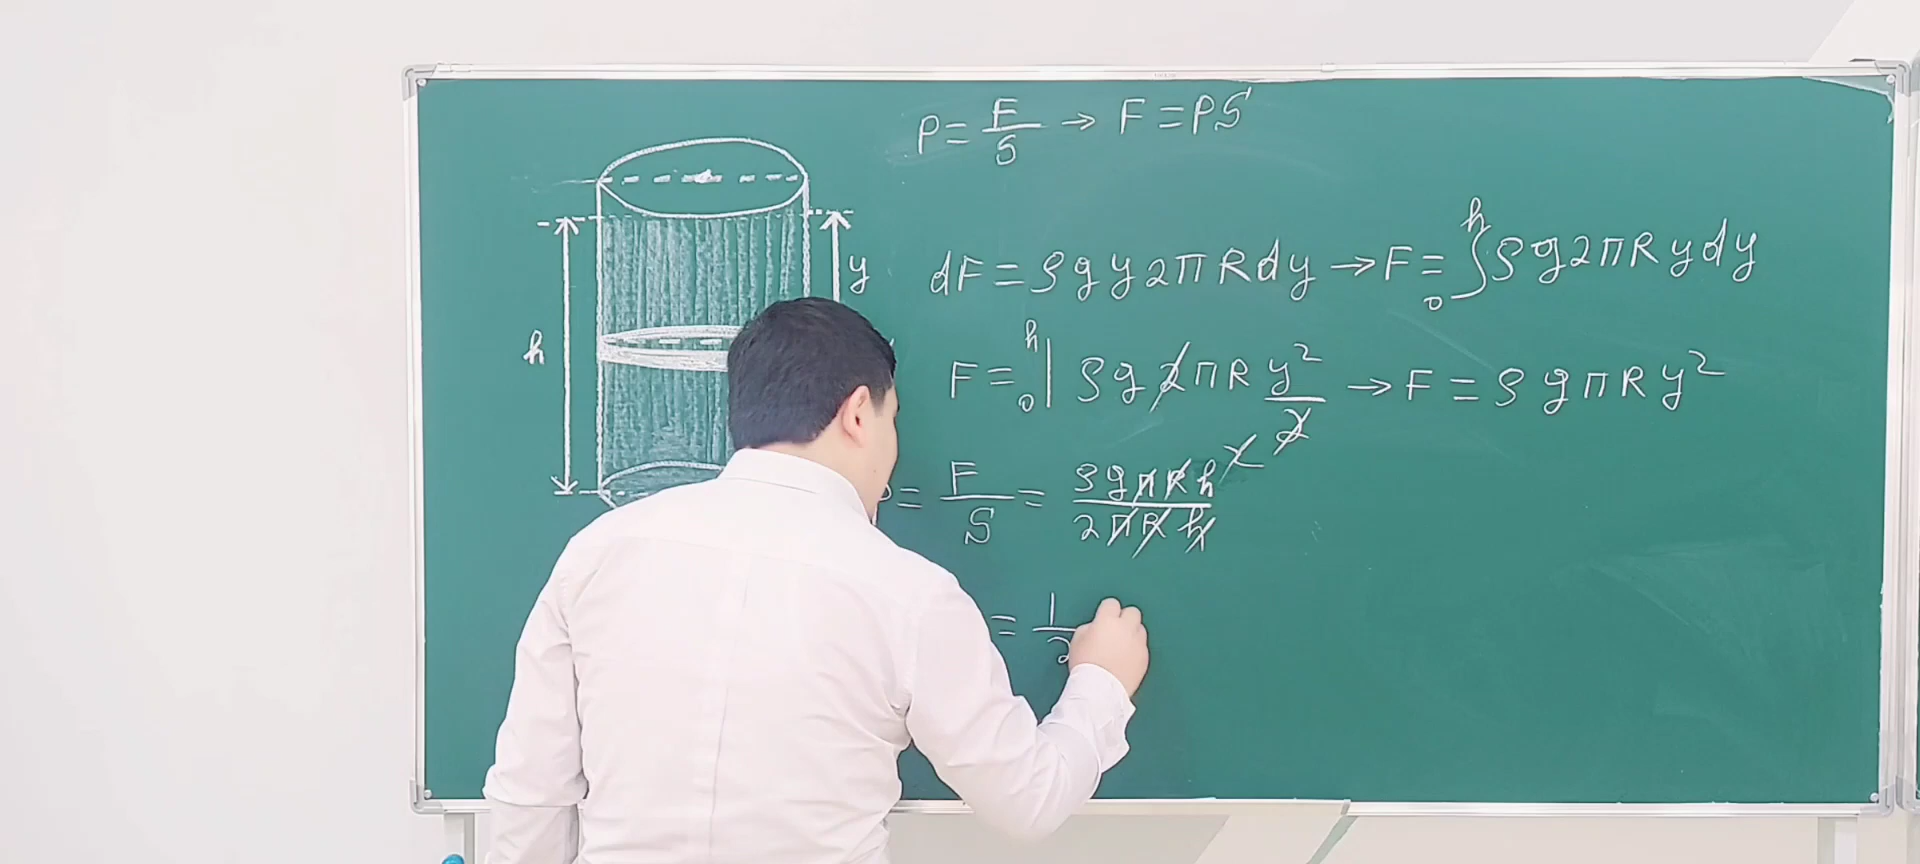 P = F/S → F = PS
h
y
dF = ρgy2πRdy → F = ∫₀ʰ ρg2πRydy
F = ₀ʰ| ρg2πR y²/2 → F = ρgπRy²
= F/S = ρgπRh²/2πRh
= 1/2